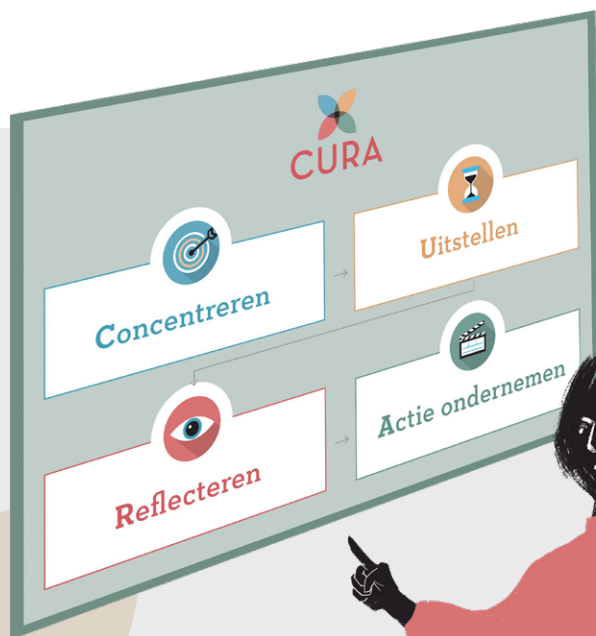 CURA
Concentreren
Uitstellen
Reflecteren
Actie ondernemen